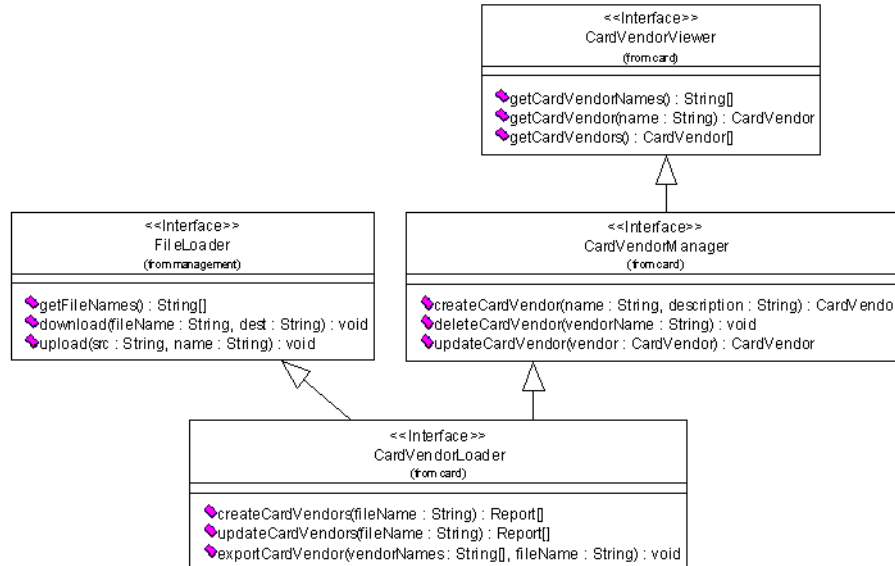 <<Interface>>
CardVendorViewer
(from card)
getCardVendorNames() : String[]
getCardVendor(name : String) : CardVendor
getCardVendors() : CardVendor[]
<<Interface>>
FileLoader
(from management)
getFileNames() : String[]
download(fileName : String, dest : String) : void
upload(src : String, name : String) : void
<<Interface>>
CardVendorManager
(from card)
createCardVendor(name : String, description : String) : CardVendo
deleteCardVendor(vendorName : String) : void
updateCardVendor(vendor : CardVendor) : CardVendor
<<Interface>>
CardVendorLoader
(from card)
createCardVendors(fileName : String) : Report[]
updateCardVendors(fileName : String) : Report[]
exportCardVendor(vendorNames : String[], fileName : String) : void